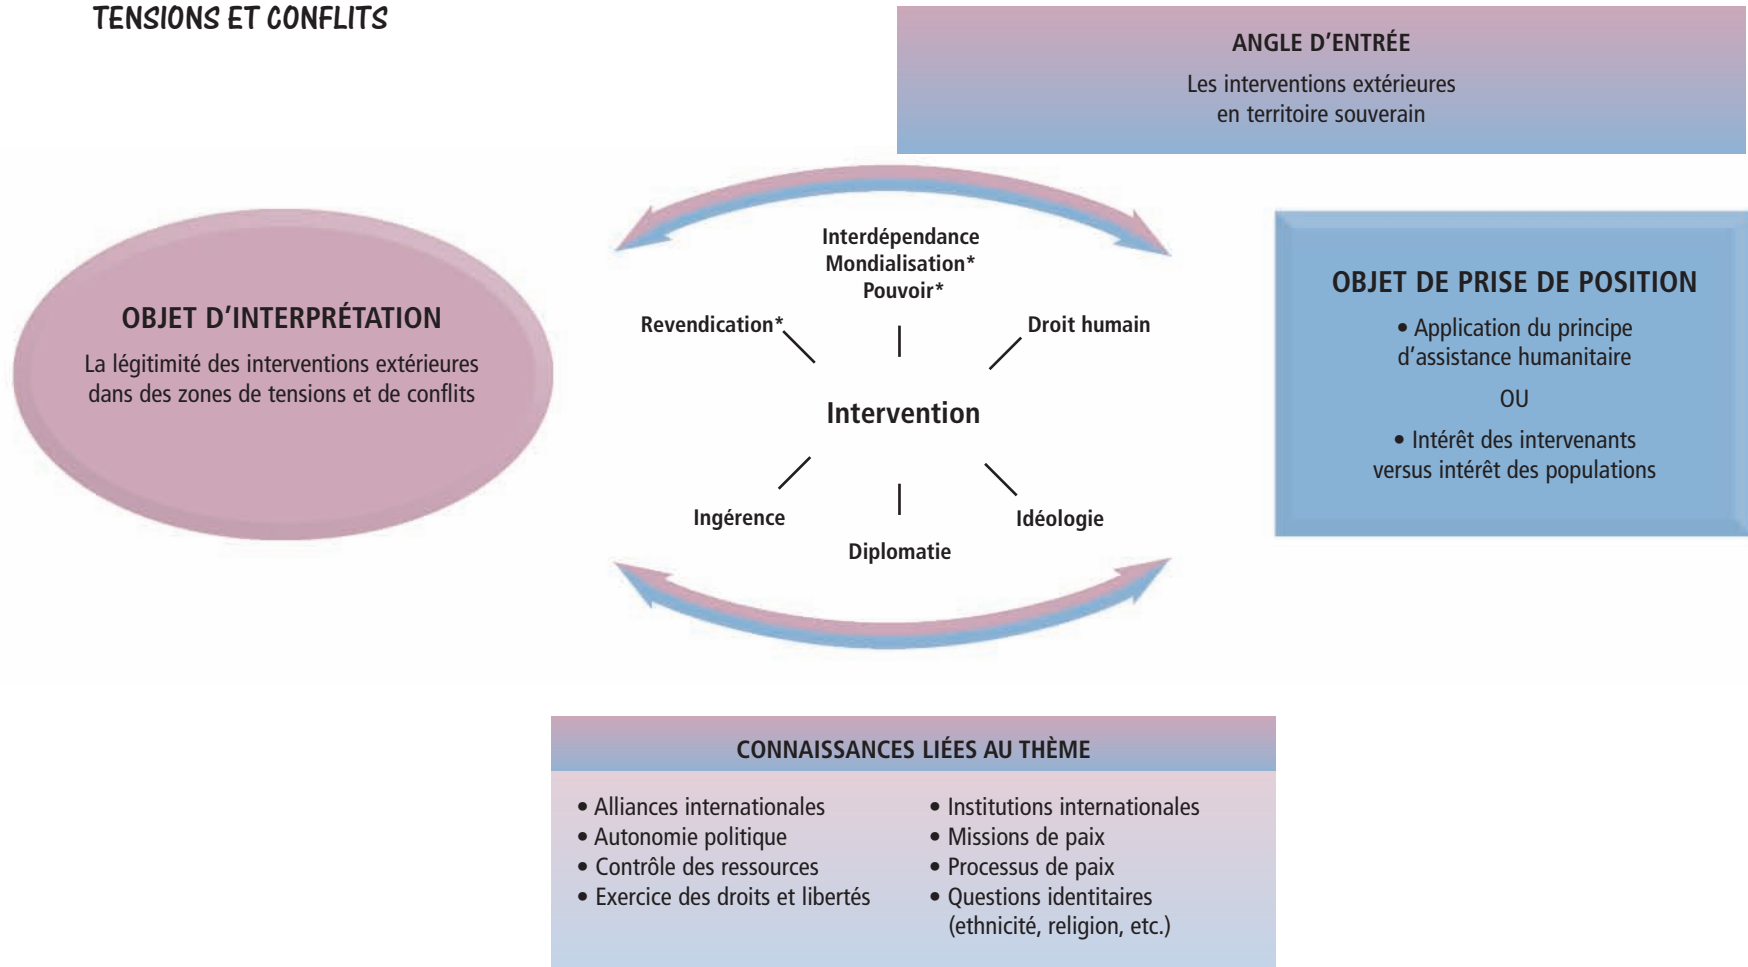 TENSIONS ET CONFLITS
ANGLE D'ENTRÉE
Les interventions extérieures
en territoire souverain
OBJET D'INTERPRÉTATION
La légitimité des interventions extérieures
dans des zones de tensions et de conflits
Interdépendance
Mondialisation*
Pouvoir*
Revendication*
Droit humain
Intervention
Ingérence
Idéologie
Diplomatie
OBJET DE PRISE DE POSITION
• Application du principe
d'assistance humanitaire
OU
• Intérêt des intervenants
versus intérêt des populations
CONNAISSANCES LIÉES AU THÈME
• Alliances internationales
• Autonomie politique
• Contrôle des ressources
• Exercice des droits et libertés
• Institutions internationales
• Missions de paix
• Processus de paix
• Questions identitaires
(ethnicité, religion, etc.)